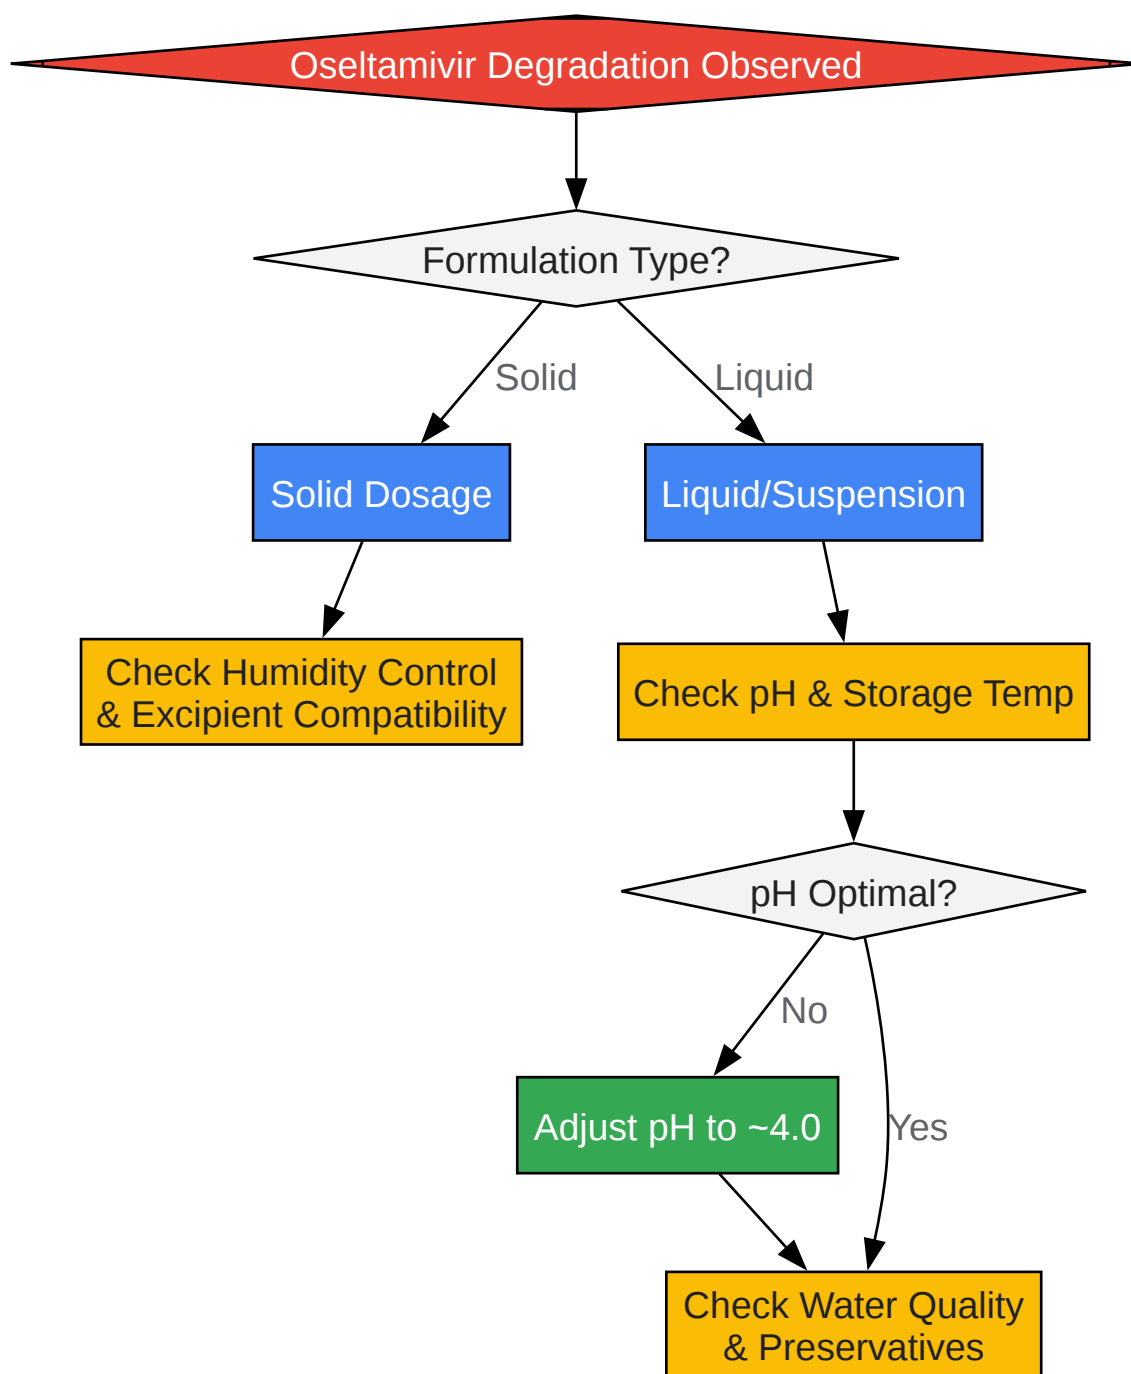 Oseltamivir Degradation Observed
Formulation Type?
Solid
Liquid
Solid Dosage
Liquid/Suspension
Check Humidity Control
& Excipient Compatibility
Check pH & Storage Temp
pH Optimal?
No
Adjust pH to ~4.0
Yes
Check Water Quality
& Preservatives